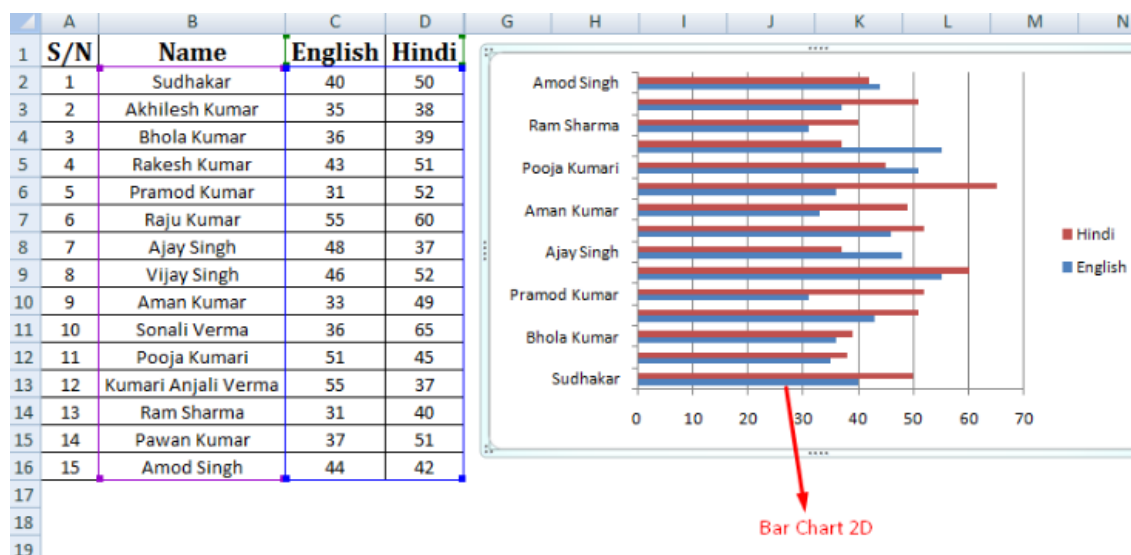 A B C D G H I J K L M N
1 S/N Name English Hindi
2 1 Sudhakar 40 50
3 2 Akhilesh Kumar 35 38
4 3 Bhola Kumar 36 39
5 4 Rakesh Kumar 43 51
6 5 Pramod Kumar 31 52
7 6 Raju Kumar 55 60
8 7 Ajay Singh 48 37
9 8 Vijay Singh 46 52
10 9 Aman Kumar 33 49
11 10 Sonali Verma 36 65
12 11 Pooja Kumari 51 45
13 12 Kumari Anjali Verma 55 37
14 13 Ram Sharma 31 40
15 14 Pawan Kumar 37 51
16 15 Amod Singh 44 42
17
18
19
Amod Singh
Ram Sharma
Pooja Kumari
Aman Kumar
Ajay Singh
Pramod Kumar
Bhola Kumar
Sudhakar
0 10 20 30 40 50 60 70
Hindi
English
Bar Chart 2D